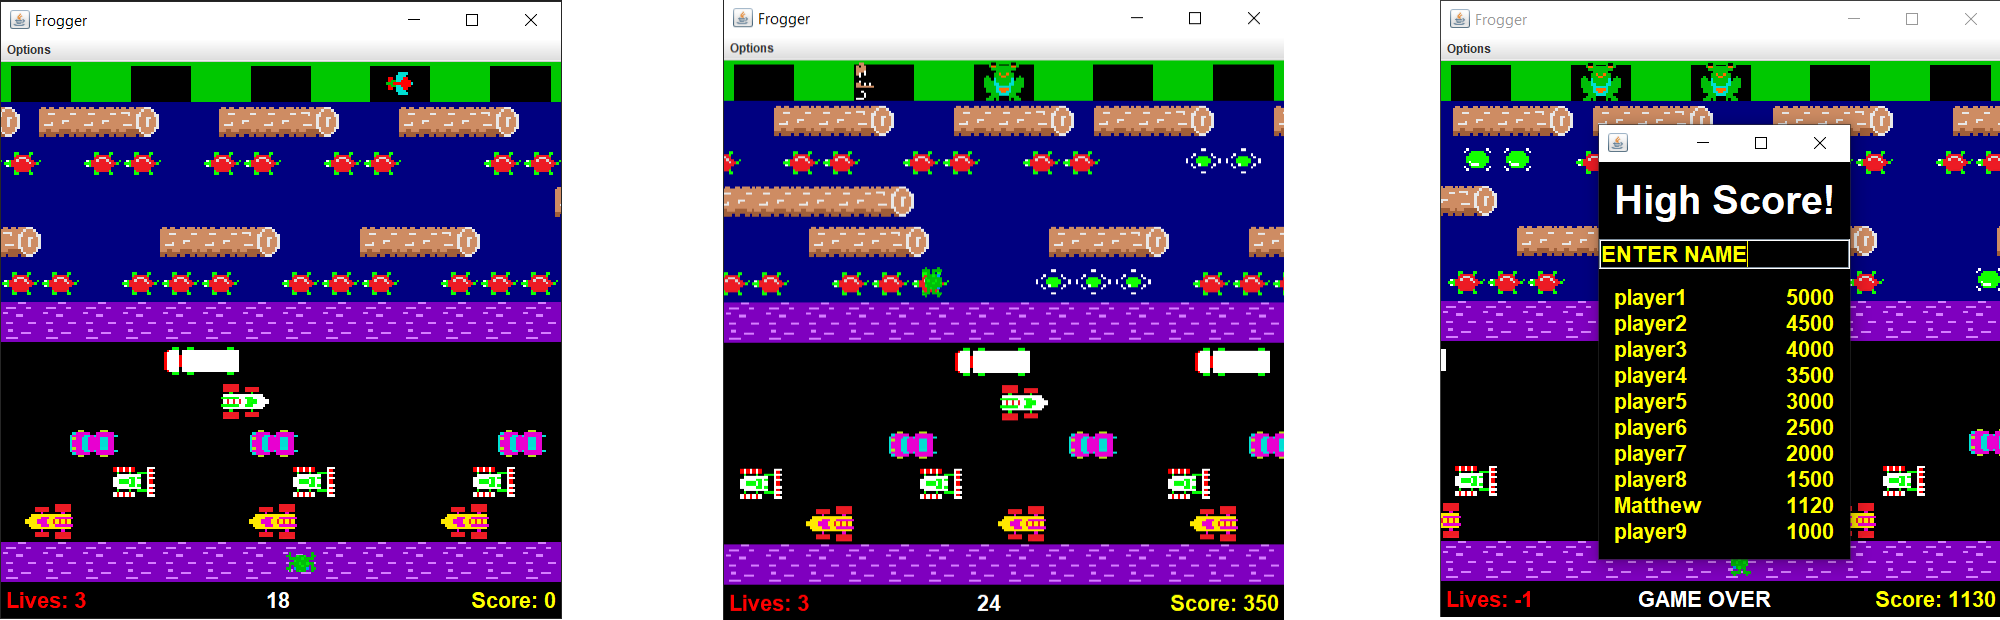 Frogger
Options
Lives: 3 18 Score: 0
Frogger
Options
Lives: 3 24 Score: 350
Frogger
Options
High Score!
ENTER NAME
player1 5000
player2 4500
player3 4000
player4 3500
player5 3000
player6 2500
player7 2000
player8 1500
Matthew 1120
player9 1000
Lives: -1 GAME OVER Score: 1130